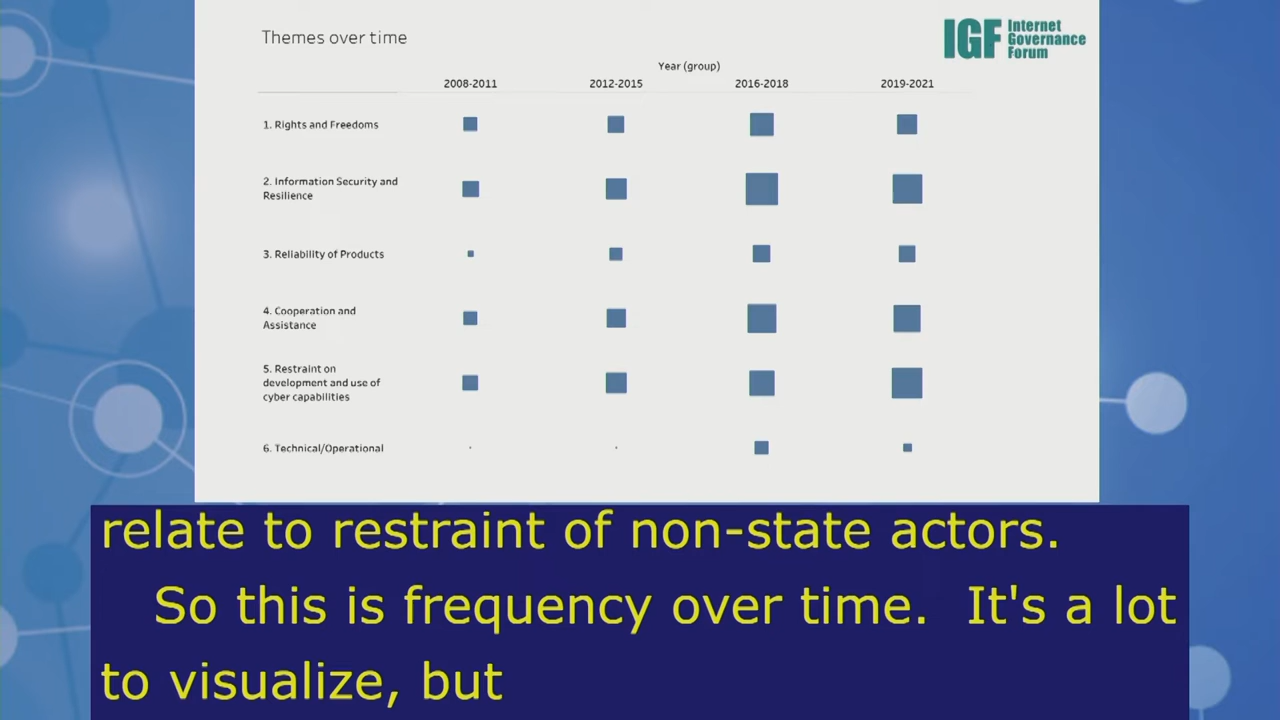 Themes over time
IGF Internet
Governance
Forum
Year (group)
2008-2011 2012-2015 2016-2018 2019-2021
1. Rights and Freedoms
2. Information Security and
Resilience
3. Reliability of Products
4. Cooperation and
Assistance
5. Restraint on
development and use of
cyber capabilities
6. Technical/Operational
relate to restraint of non-state actors.
So this is frequency over time. It's a lot
to visualize, but